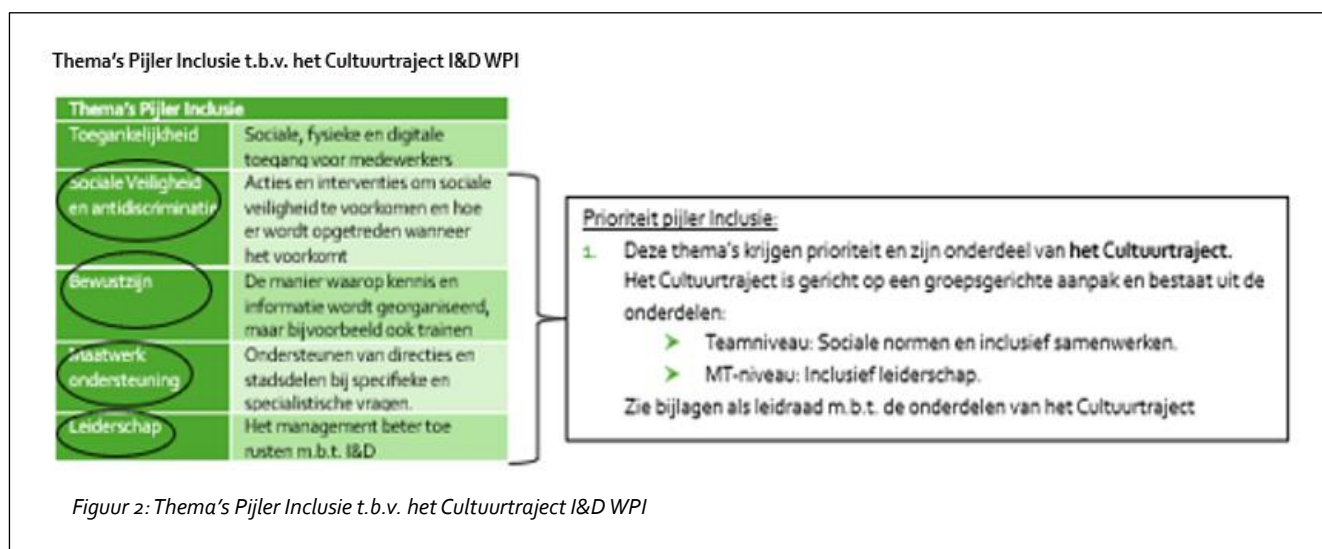 Thema's Pijler Inclusie t.b.v. het Cultuurtraject I&D WPI
Thema's Pijler Inclusie
Toegankelijkheid
Sociale, fysieke en digitale
toegang voor medewerkers
Sociale Veiligheid
en antidiscriminatie
Acties en interventies om sociale
veiligheid te voorkomen en hoe
er wordt opgetreden wanneer
het voorkomt
Bewustzijn
De manier waarop kennis en
informatie wordt georganiseerd,
maar bijvoorbeeld ook trainen
Maatwerk
ondersteuning
Ondersteunen van directies en
stadsdelen bij specifieke en
specialistische vragen.
Leiderschap
Het management beter toe
rusten m.b.t. I&D
Prioriteit pijler Inclusie:
1. Deze thema's krijgen prioriteit en zijn onderdeel van het Cultuurtraject.
Het Cultuurtraject is gericht op een groepsgerichte aanpak en bestaat uit de
onderdelen:
➤ Teamniveau: Sociale normen en inclusief samenwerken.
➤ MT-niveau: Inclusief leiderschap.
Zie bijlagen als leidraad m.b.t. de onderdelen van het Cultuurtraject
Figuur 2: Thema's Pijler Inclusie t.b.v. het Cultuurtraject I&D WPI